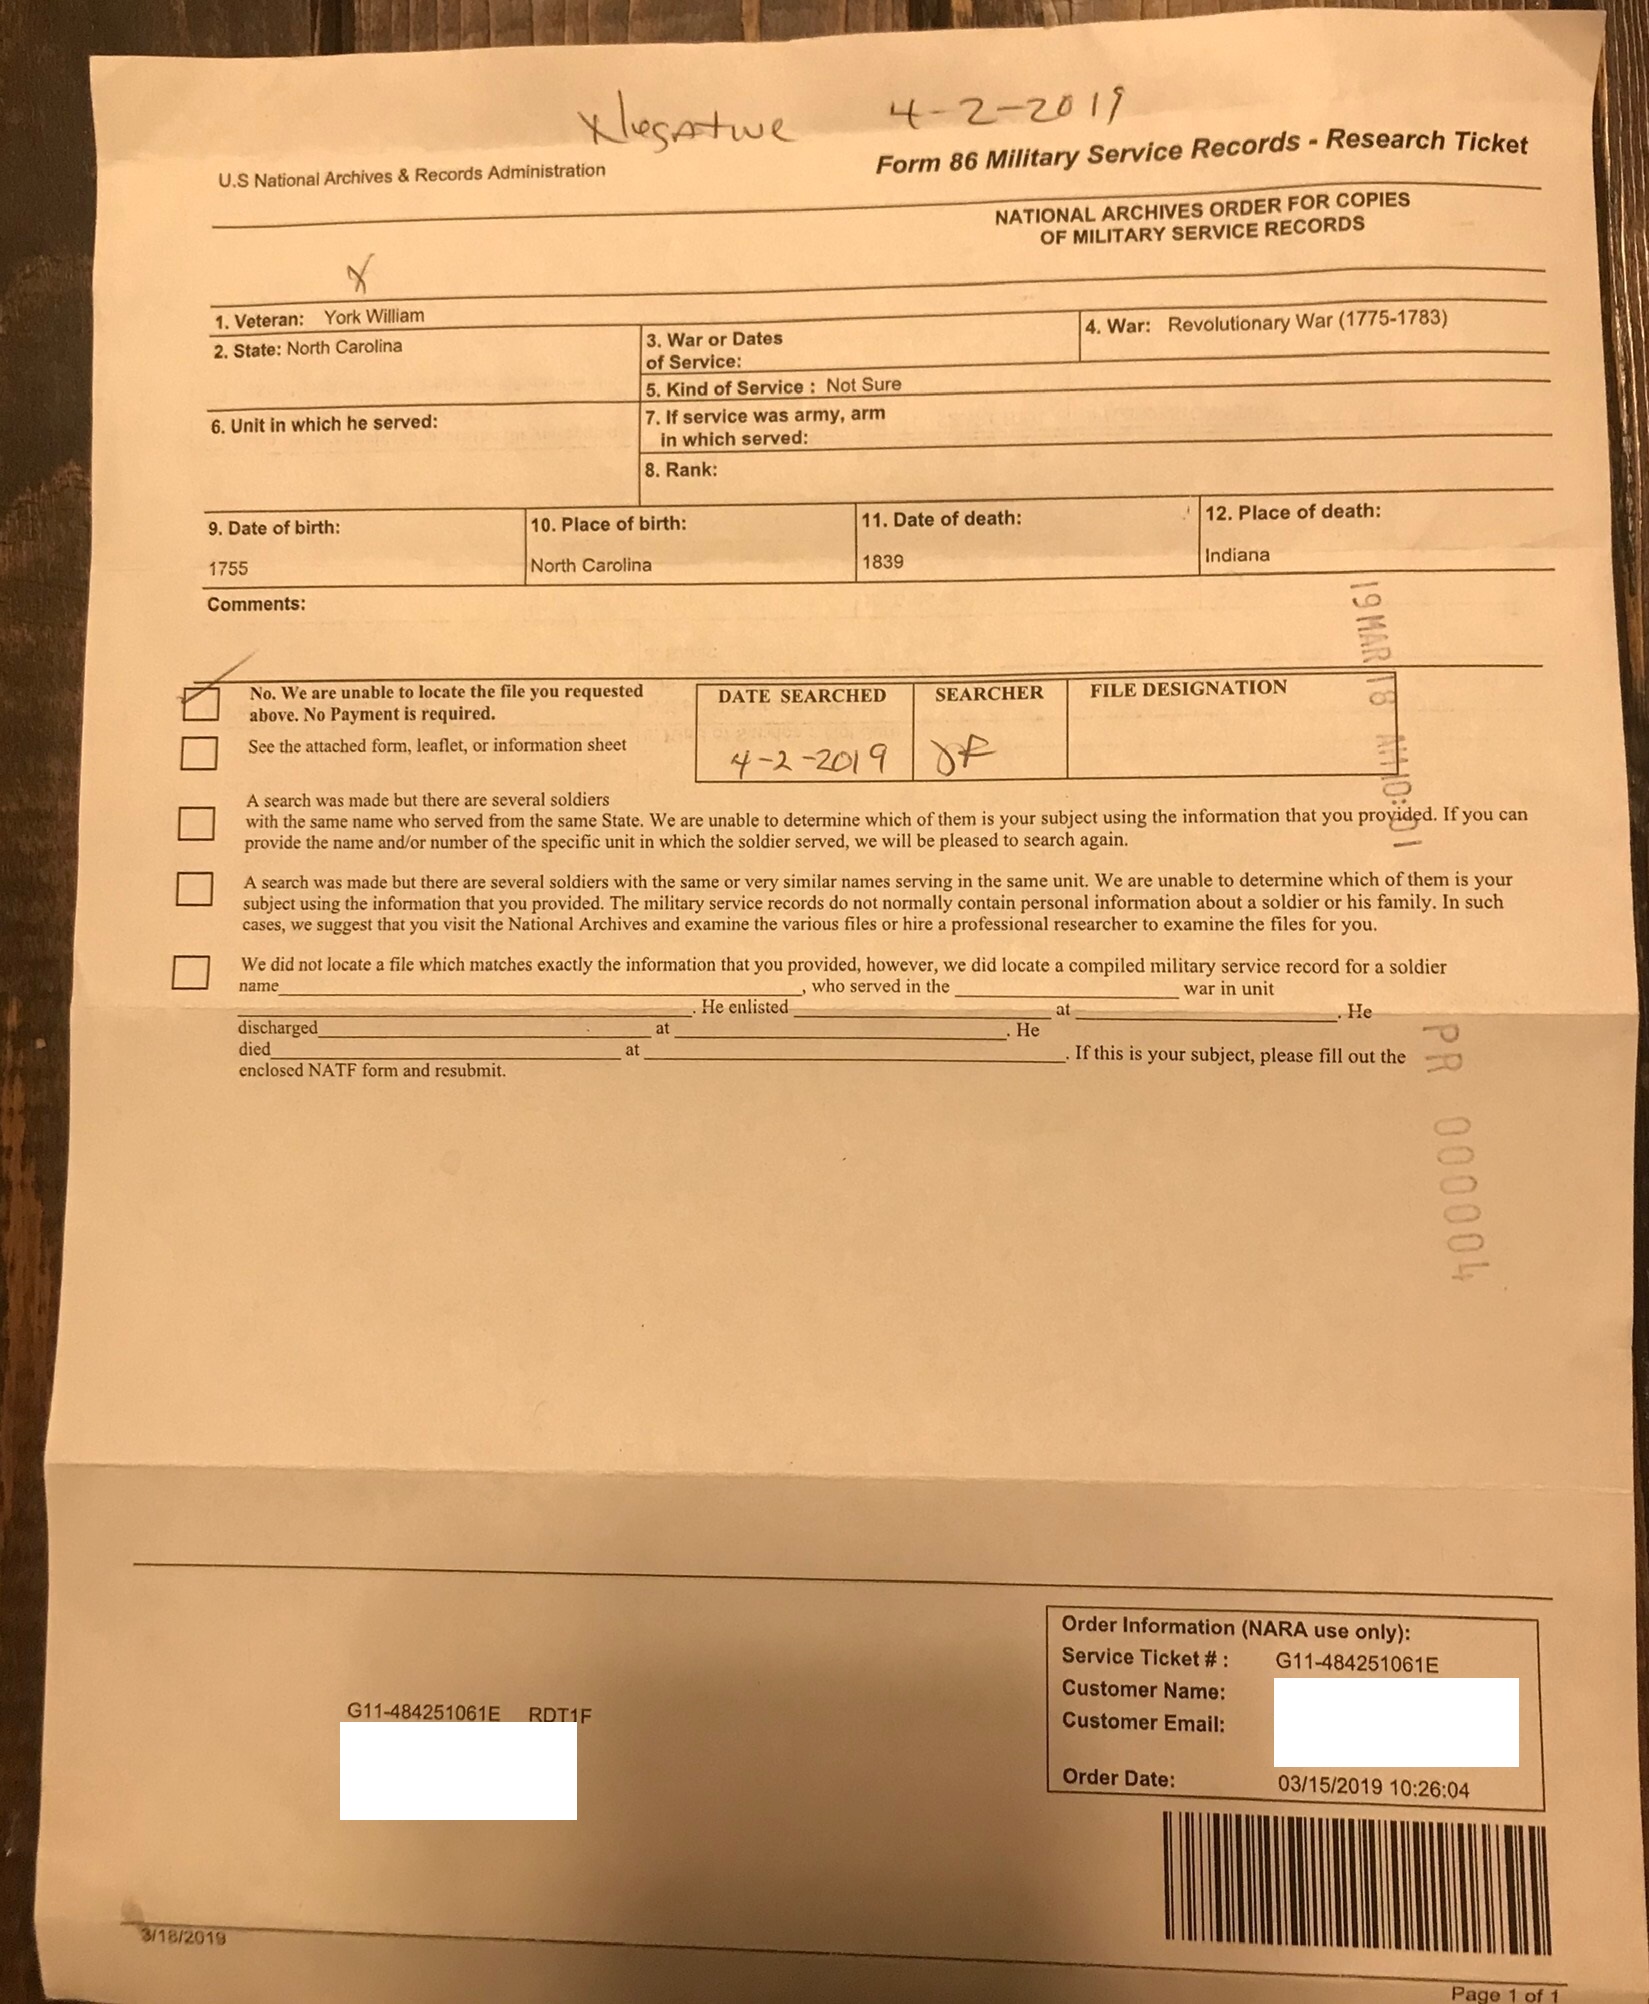 Negative 4-2-2019
U.S National Archives & Records Administration
Form 86 Military Service Records - Research Ticket
NATIONAL ARCHIVES ORDER FOR COPIES
OF MILITARY SERVICE RECORDS
X
1. Veteran: York William
2. State: North Carolina
3. War or Dates
of Service:
4. War: Revolutionary War (1775-1783)
5. Kind of Service : Not Sure
6. Unit in which he served:
7. If service was army, arm
in which served:
8. Rank:
9. Date of birth:
1755
10. Place of birth:
North Carolina
11. Date of death:
1839
12. Place of death:
Indiana
Comments:
19 MAR 18 AM 10:01
No. We are unable to locate the file you requested
above. No Payment is required.
See the attached form, leaflet, or information sheet
DATE SEARCHED
4-2-2019
SEARCHER
FILE DESIGNATION
A search was made but there are several soldiers
with the same name who served from the same State. We are unable to determine which of them is your subject using the information that you provided. If you can
provide the name and/or number of the specific unit in which the soldier served, we will be pleased to search again.
A search was made but there are several soldiers with the same or very similar names serving in the same unit. We are unable to determine which of them is your
subject using the information that you provided. The military service records do not normally contain personal information about a soldier or his family. In such
cases, we suggest that you visit the National Archives and examine the various files or hire a professional researcher to examine the files for you.
We did not locate a file which matches exactly the information that you provided, however, we did locate a compiled military service record for a soldier
name , who served in the war in unit
. He enlisted at . He
discharged at . He
died at . If this is your subject, please fill out the
enclosed NATF form and resubmit.
PR 000004
Order Information (NARA use only):
Service Ticket # : G11-484251061E
Customer Name:
Customer Email:
Order Date: 03/15/2019 10:26:04
G11-484251061E RDT1F
3/18/2019
Page 1 of 1